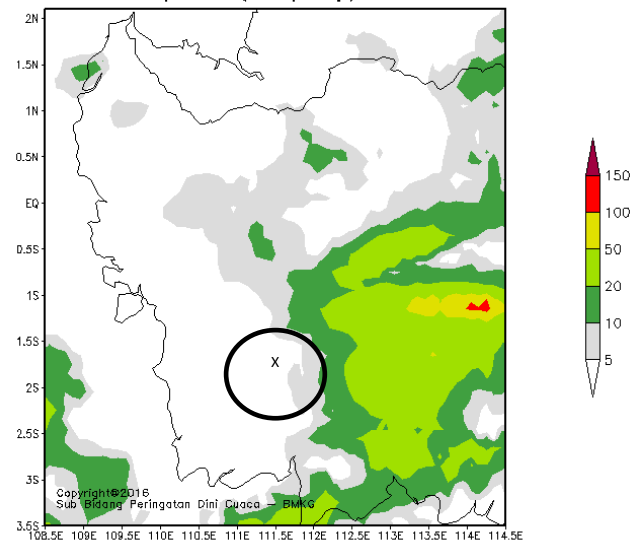 2N
1.5N
1N
0.5N
EQ
0.5S
1S
1.5S
2S
2.5S
3S
3.5S
X
Copyright©2016
Sub Bidang Peringatan Dini Cuaca – BMKG
108.5E 109E 109.5E 110E 110.5E 111E 111.5E 112E 112.5E 113E 113.5E 114E 114.5E
150
100
50
20
10
5